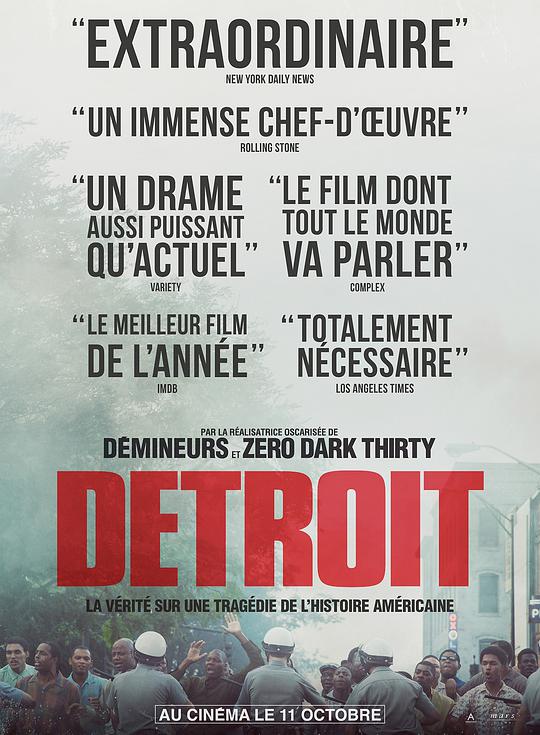 “EXTRAORDINAIRE”
NEW YORK DAILY NEWS
“UN IMMENSE CHEF-D’ŒUVRE”
ROLLING STONE
“UN DRAME
AUSSI PUISSANT
QU’ACTUEL”
VARIETY
“LE FILM DONT
TOUT LE MONDE
VA PARLER”
COMPLEX
“LE MEILLEUR FILM
DE L’ANNÉE”
IMDB
“TOTALEMENT
NÉCESSAIRE”
LOS ANGELES TIMES
PAR LA RÉALISATRICE OSCARISÉE DE
DÉMINEURS ET ZERO DARK THIRTY
DETROIT
LA VÉRITÉ SUR UNE TRAGÉDIE DE L’HISTOIRE AMÉRICAINE
AU CINÉMA LE 11 OCTOBRE
A mars